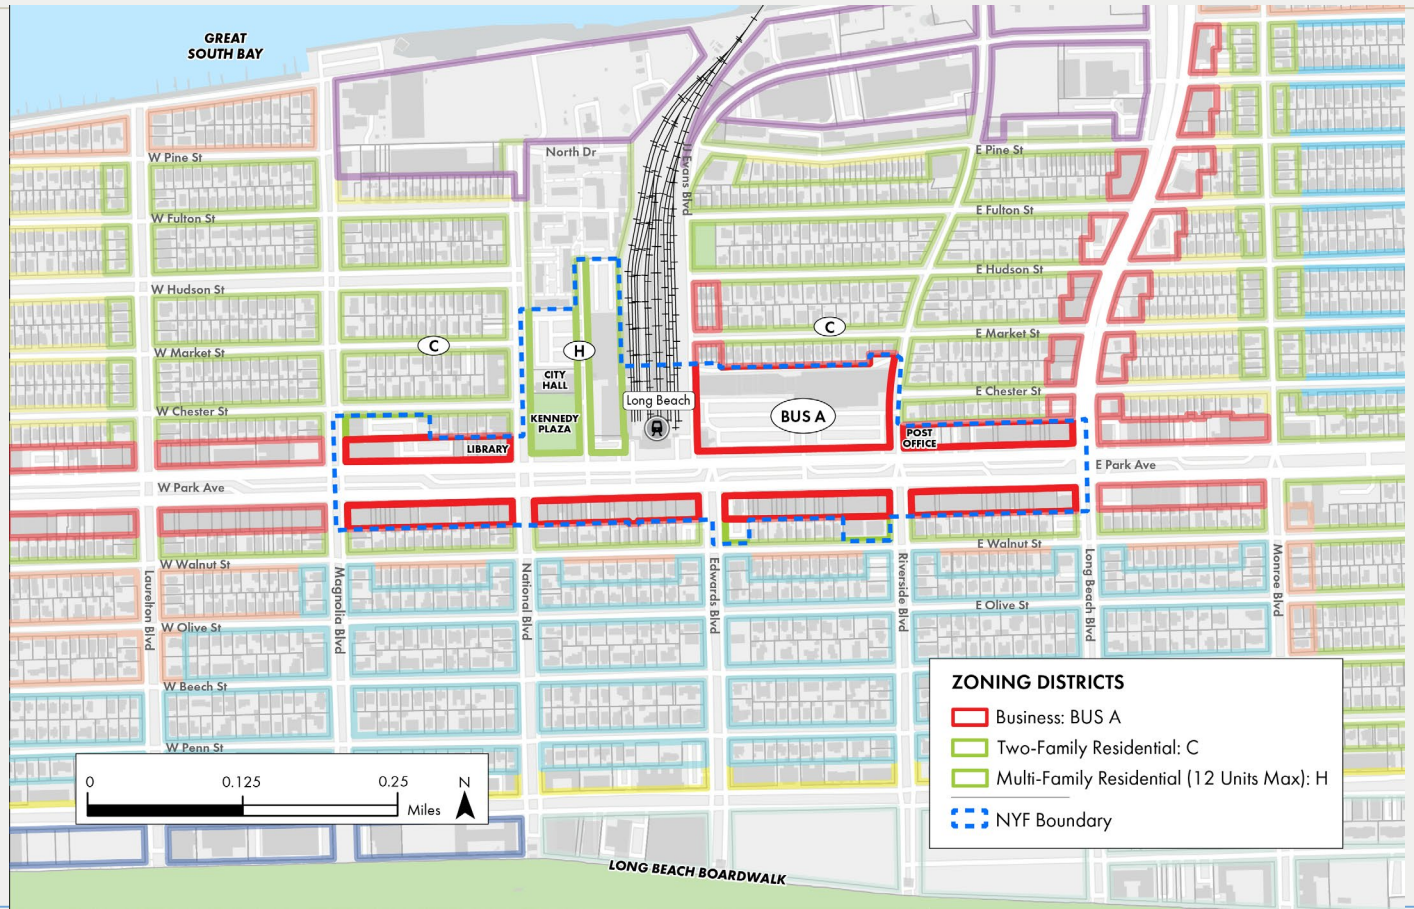 GREAT
SOUTH BAY
W Pine St
North Dr
JJ Evans Blvd
E Pine St
W Fulton St
E Fulton St
W Hudson St
E Hudson St
C
E Market St
W Market St
C
H
CITY
HALL
Long Beach
E Chester St
W Chester St
KENNEDY
PLAZA
BUS A
LIBRARY
POST
OFFICE
E Park Ave
W Park Ave
E Walnut St
W Walnut St
Laurelton Blvd
Magnolia Blvd
National Blvd
Edwards Blvd
Riverside Blvd
Long Beach Blvd
Monroe Blvd
E Olive St
W Olive St
W Beech St
W Penn St
ZONING DISTRICTS
Business: BUS A
Two-Family Residential: C
Multi-Family Residential (12 Units Max): H
NYF Boundary
0 0.125 0.25 N
Miles
LONG BEACH BOARDWALK